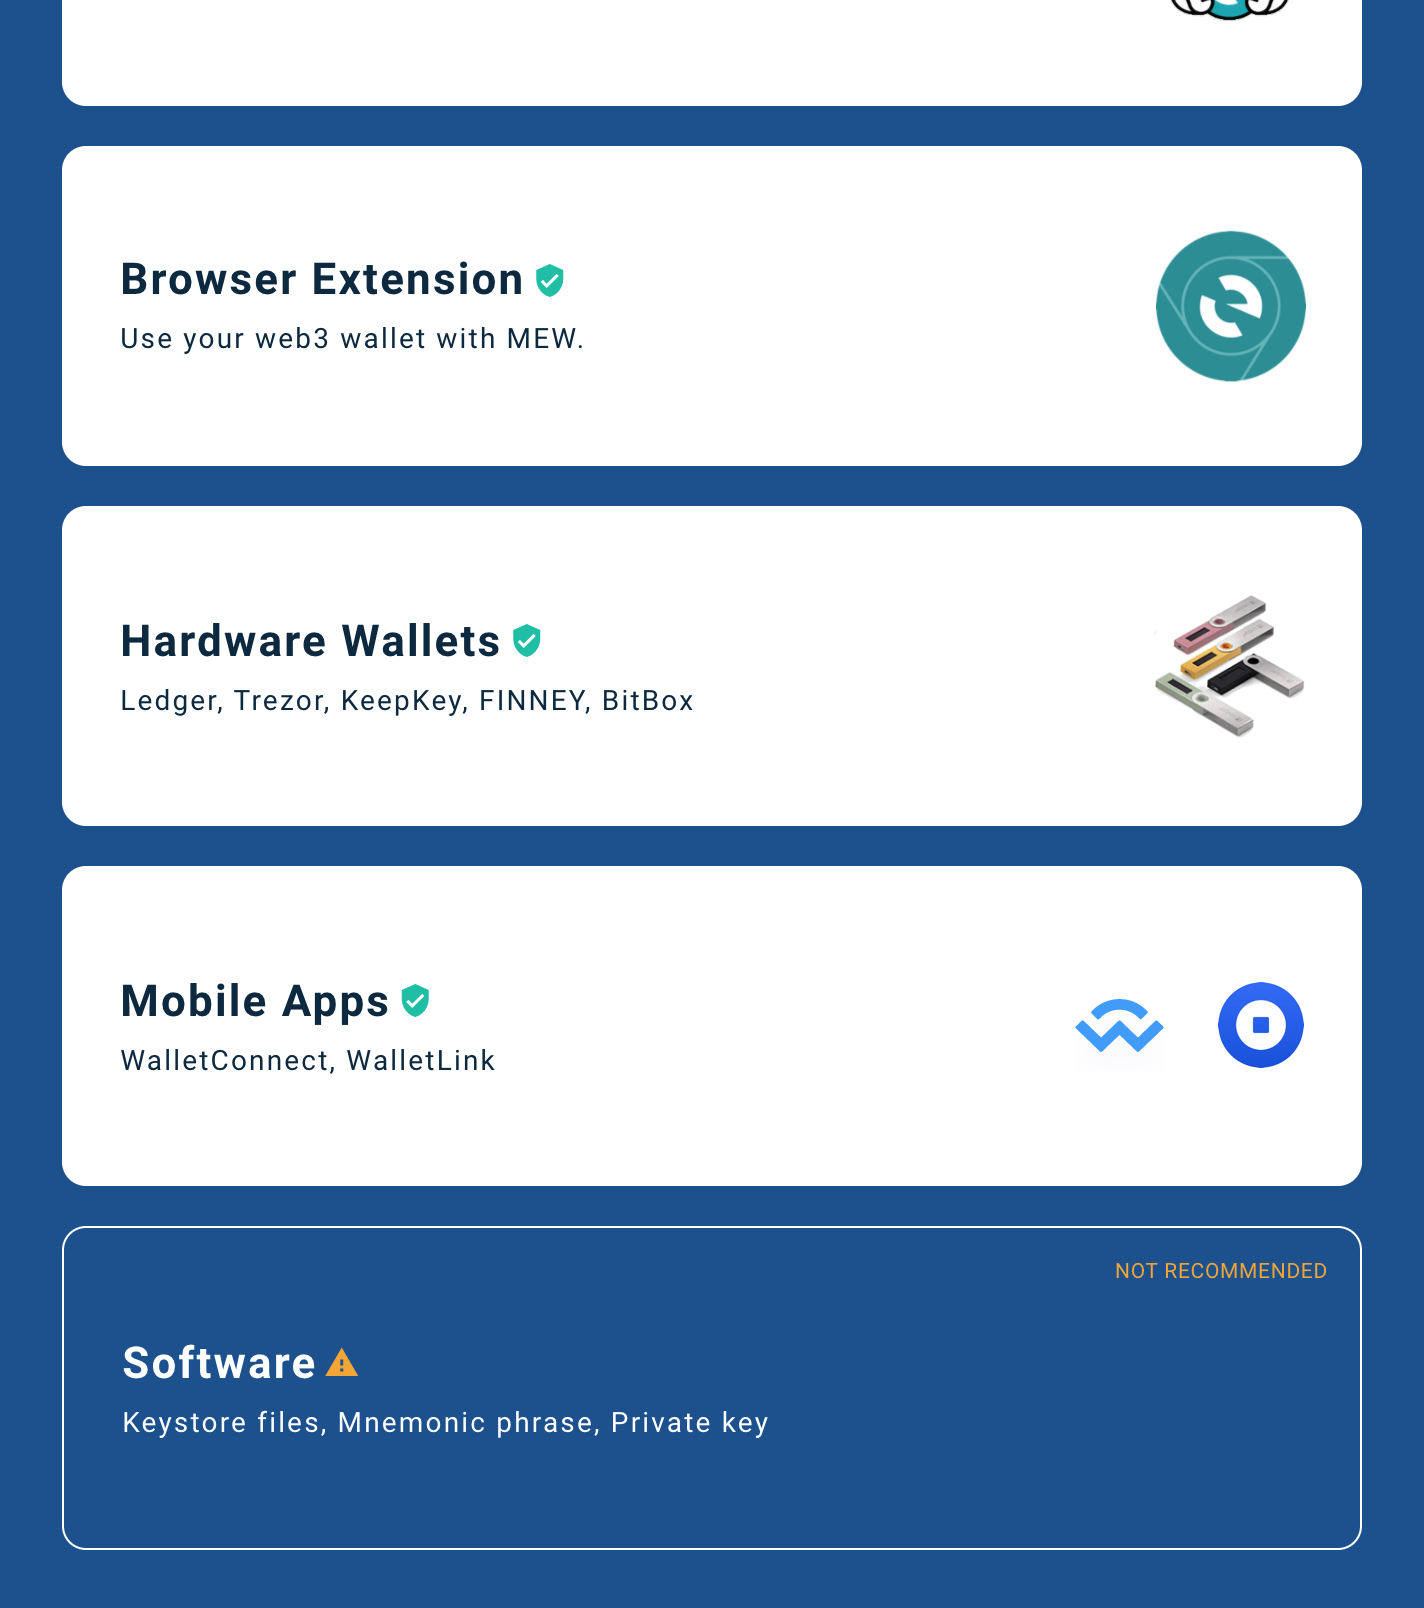 Browser Extension
Use your web3 wallet with MEW.
Hardware Wallets
Ledger, Trezor, KeepKey, FINNEY, BitBox
Mobile Apps
WalletConnect, WalletLink
NOT RECOMMENDED
Software
Keystore files, Mnemonic phrase, Private key